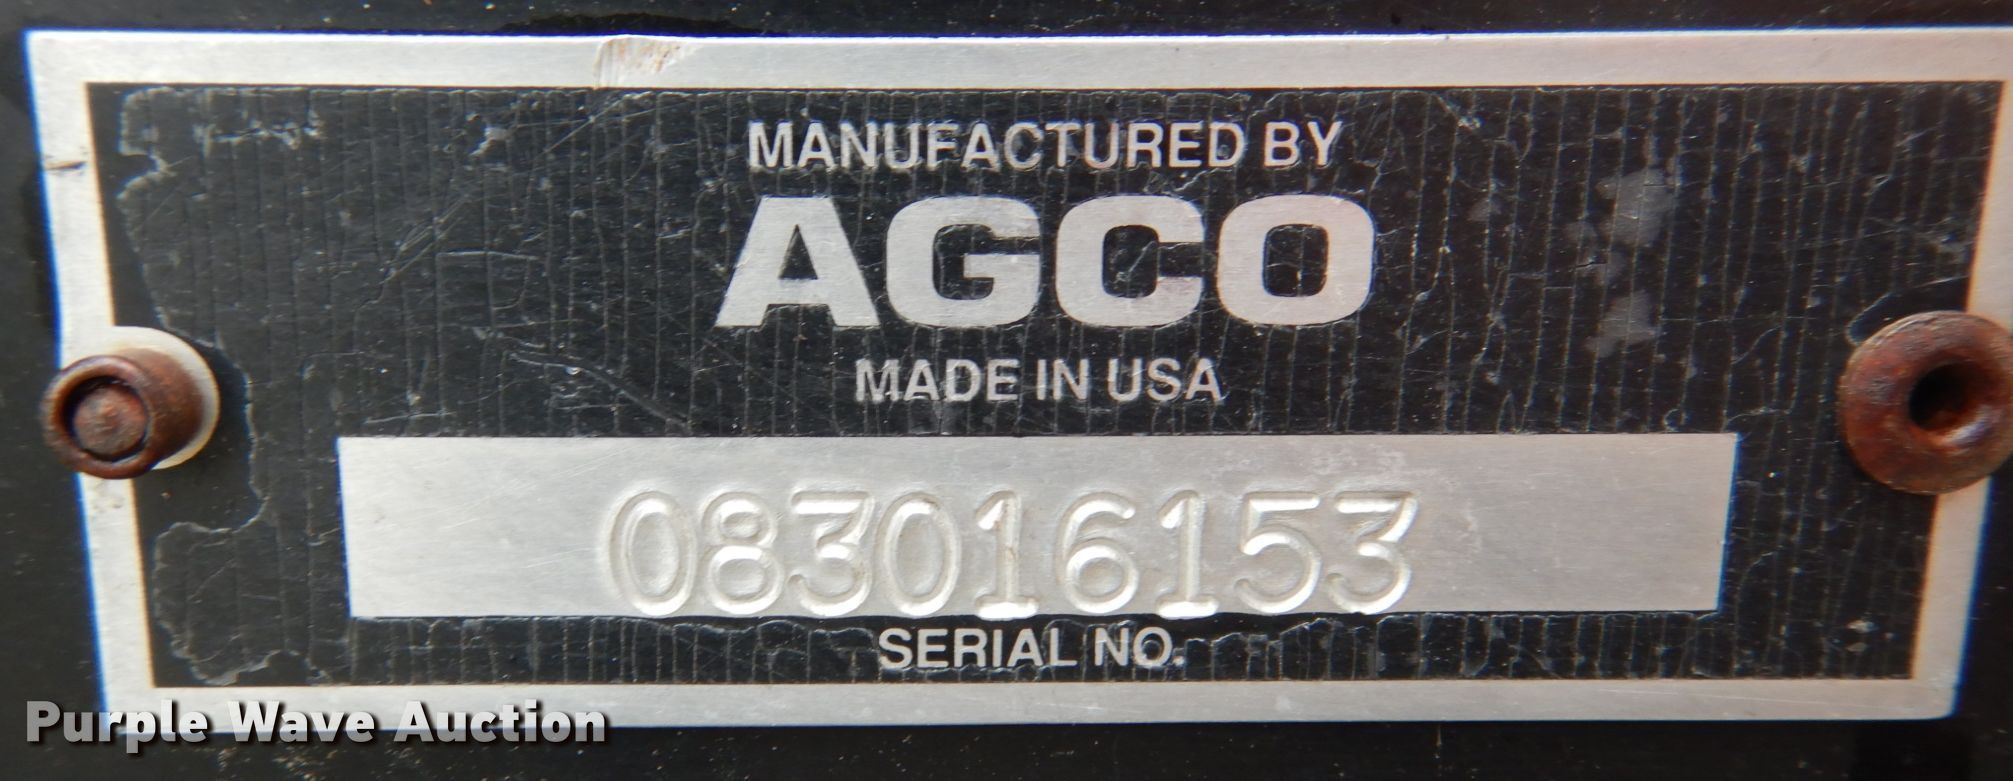 MANUFACTURED BY
AGCO
MADE IN USA
083016153
SERIAL NO.
Purple Wave Auction